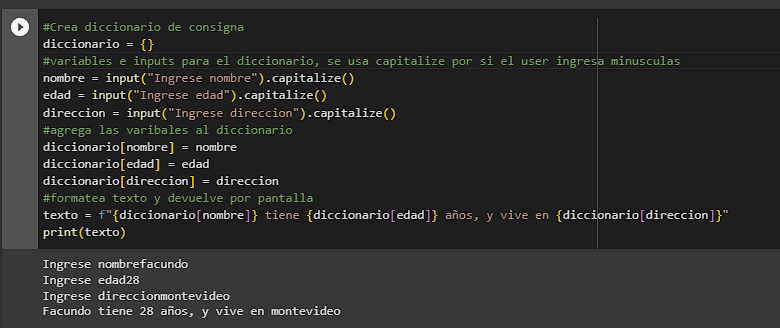 #Crea diccionario de consigna
diccionario = {}
#variables e inputs para el diccionario, se usa capitalize por si el user ingresa minusculas
nombre = input("Ingrese nombre").capitalize()
edad = input("Ingrese edad").capitalize()
direccion = input("Ingrese direccion").capitalize()
#agrega las varibales al diccionario
diccionario[nombre] = nombre
diccionario[edad] = edad
diccionario[direccion] = direccion
#formatea texto y devuelve por pantalla
texto = f"{diccionario[nombre]} tiene {diccionario[edad]} años, y vive en {diccionario[direccion]}"
print(texto)
Ingrese nombrefacundo
Ingrese edad28
Ingrese direccionmontevideo
Facundo tiene 28 años, y vive en montevideo